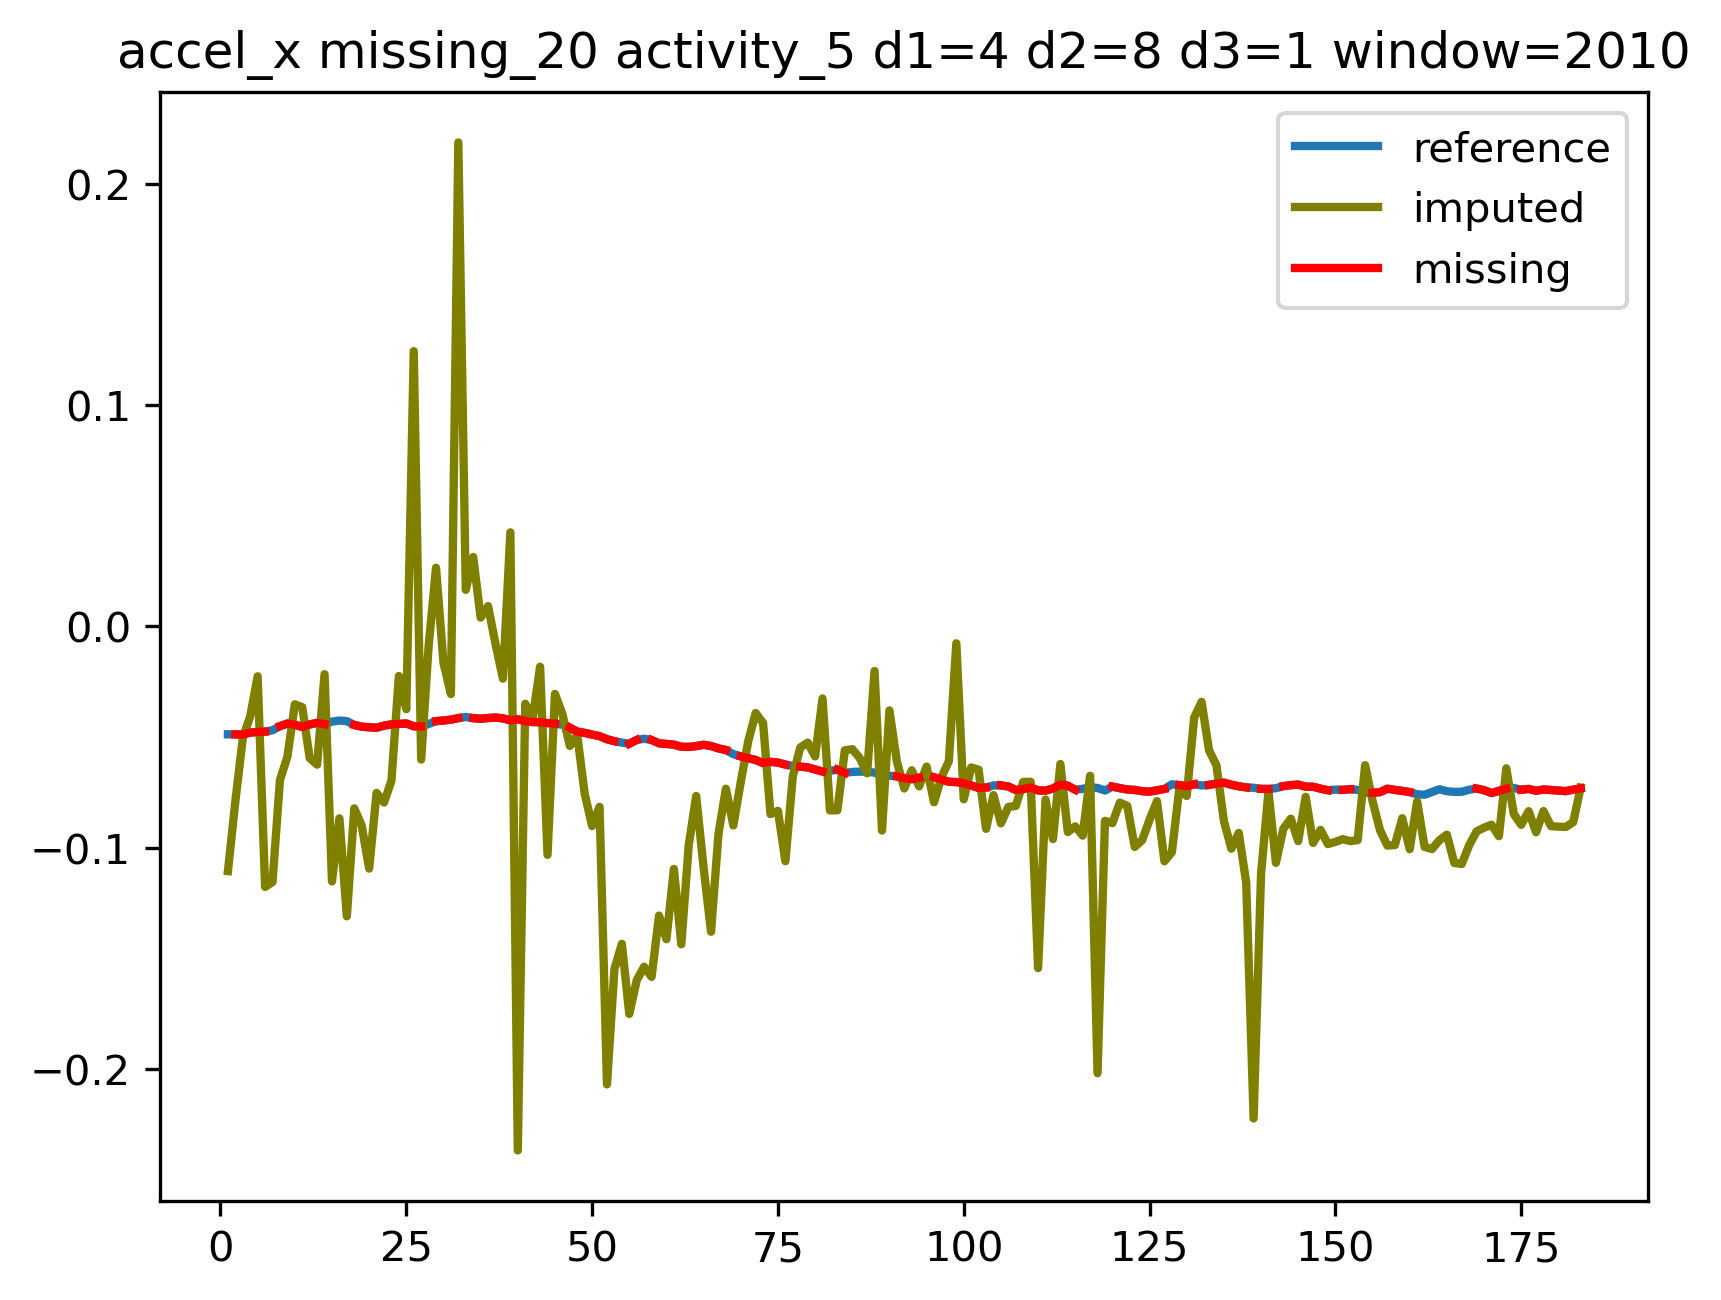 accel_x missing_20 activity_5 d1=4 d2=8 d3=1 window=2010
reference
imputed
missing
0.2
0.1
0.0
−0.1
−0.2
0 25 50 75 100 125 150 175